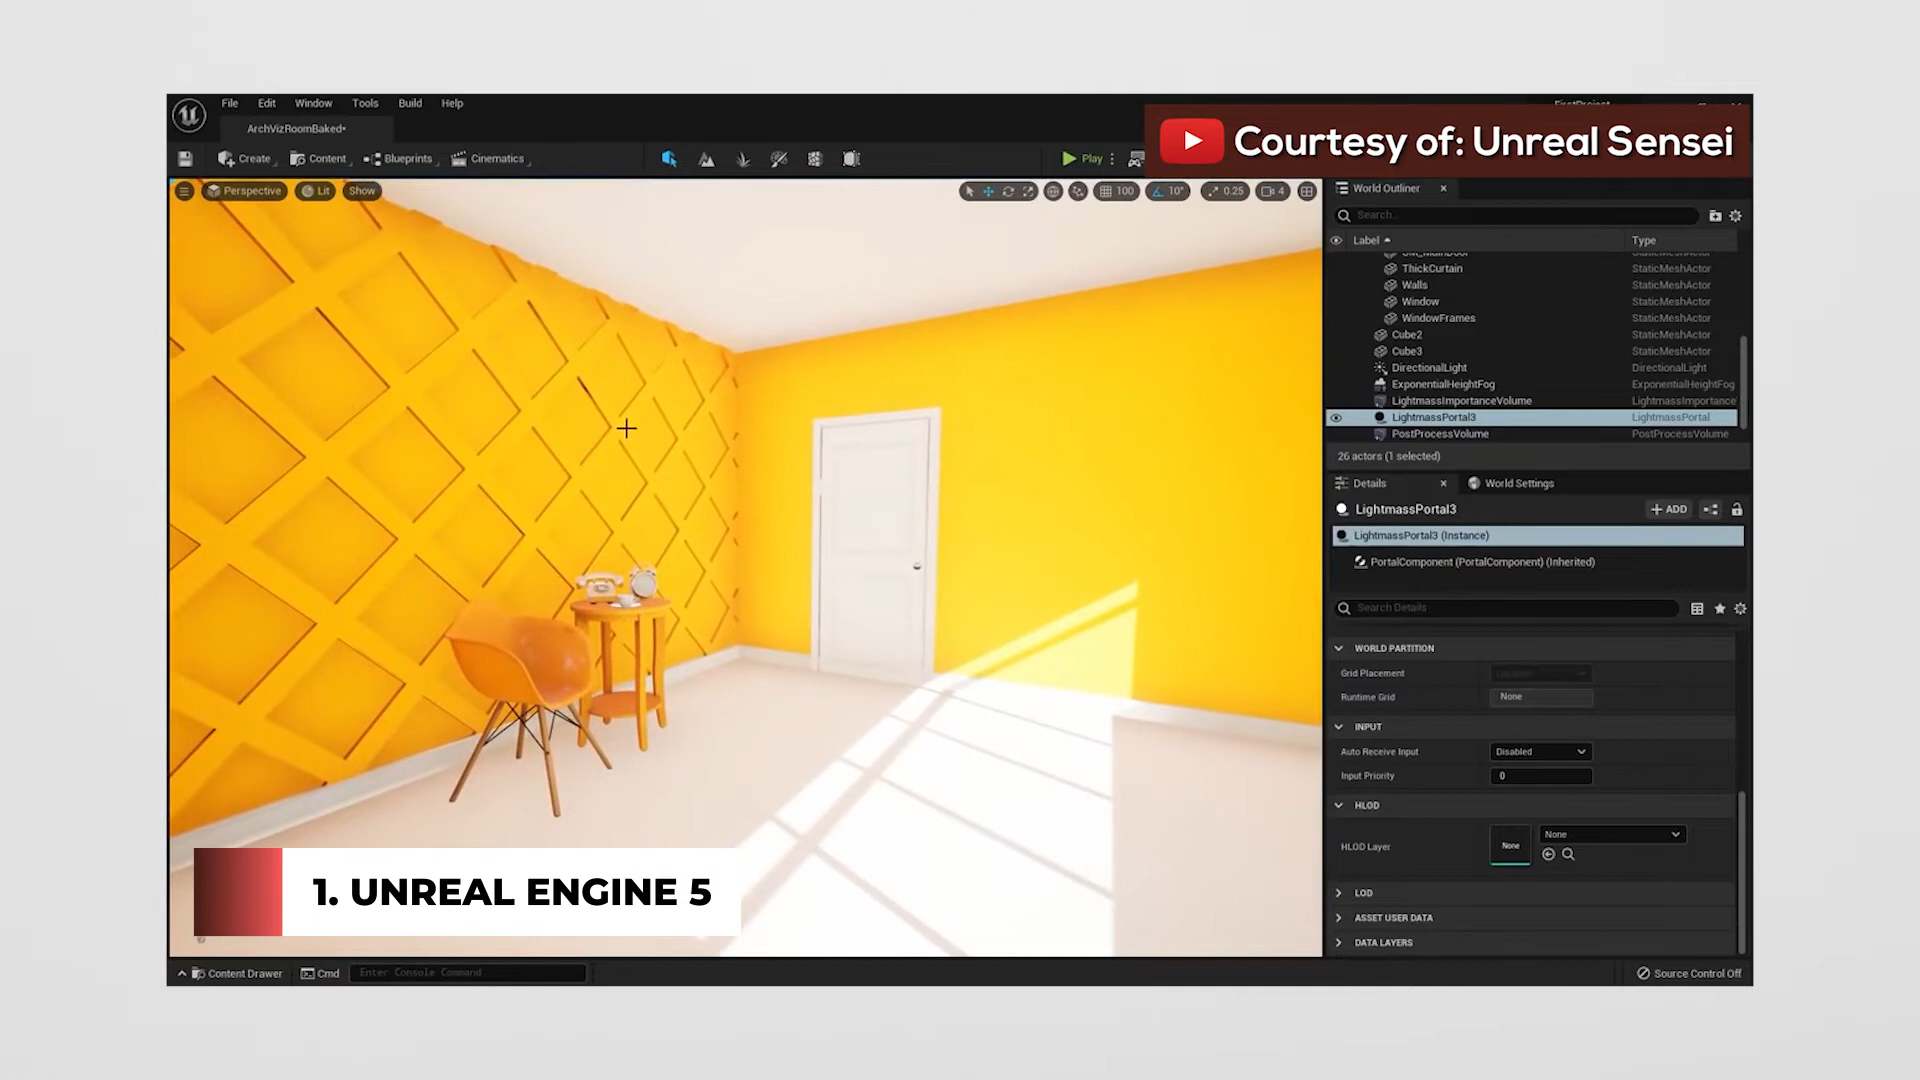 File Edit Window Tools Build Help
FirstProject
ArchVizRoomBaked•
Courtesy of: Unreal Sensei
Create Content Blueprints Cinematics
Play
Perspective Lit Show
100 10° 0.25 4
World Outliner
Search...
Label Type
SM_MainDoor StaticMeshActor
ThickCurtain StaticMeshActor
Walls StaticMeshActor
Window StaticMeshActor
WindowFrames StaticMeshActor
Cube2 StaticMeshActor
Cube3 StaticMeshActor
DirectionalLight DirectionalLight
ExponentialHeightFog ExponentialHeightFog
LightmassImportanceVolume LightmassImportance
LightmassPortal3 LightmassPortal
PostProcessVolume PostProcessVolume
26 actors (1 selected)
Details World Settings
LightmassPortal3
+ ADD
LightmassPortal3 (Instance)
PortalComponent (PortalComponent) (Inherited)
Search Details
WORLD PARTITION
Grid Placement
Runtime Grid None
INPUT
Auto Receive Input Disabled
Input Priority 0
HLOD
HLOD Layer None None
LOD
ASSET USER DATA
DATA LAYERS
1. UNREAL ENGINE 5
Content Drawer Cmd Enter Console Command
Source Control Off